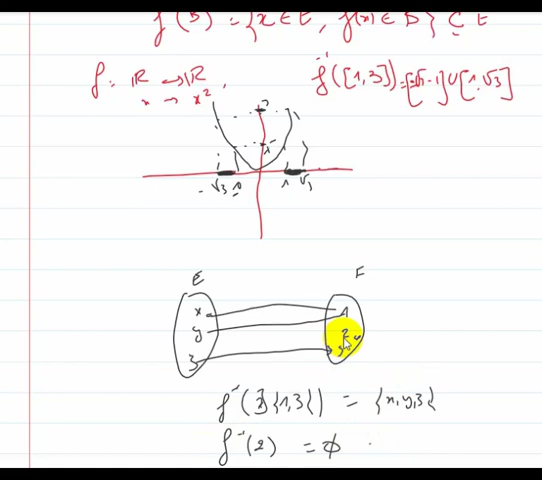 f⁻¹(B) = {x ∈ E, f(x) ∈ B} ⊂ E
f: ℝ → ℝ,
x → x²
f⁻¹([1,3]) = [-√3,-1] ∪ [1,√3]
3
1
-√3 -1 1 √3
E F
x 1
y 2
z 3
f⁻¹({1,3}) = {x,y,z}
f⁻¹(2) = ∅